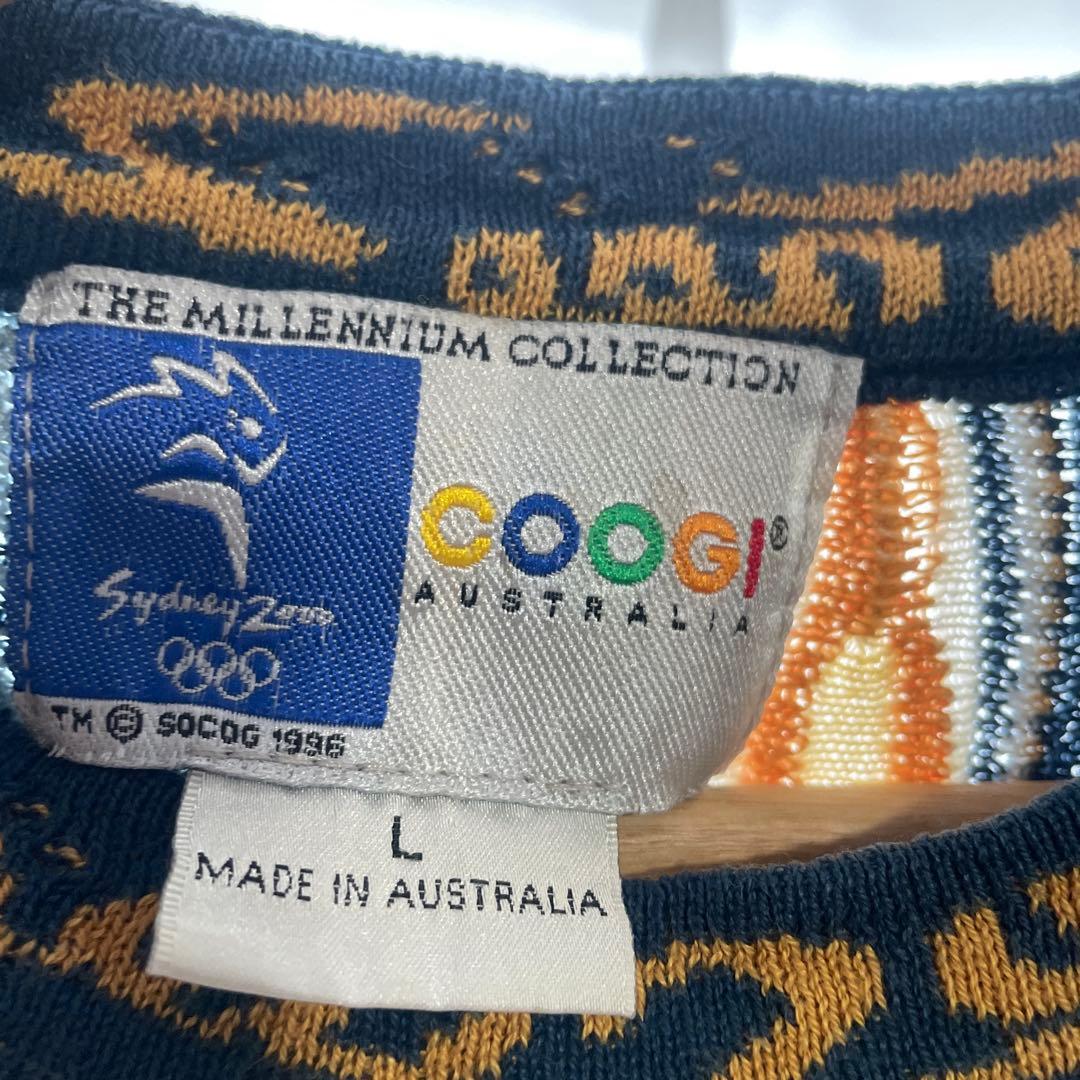 THE MILLENNIUM COLLECTION
Sydney 2000
COOGI®
AUSTRALIA
TM © SOCOG 1996
L
MADE IN AUSTRALIA